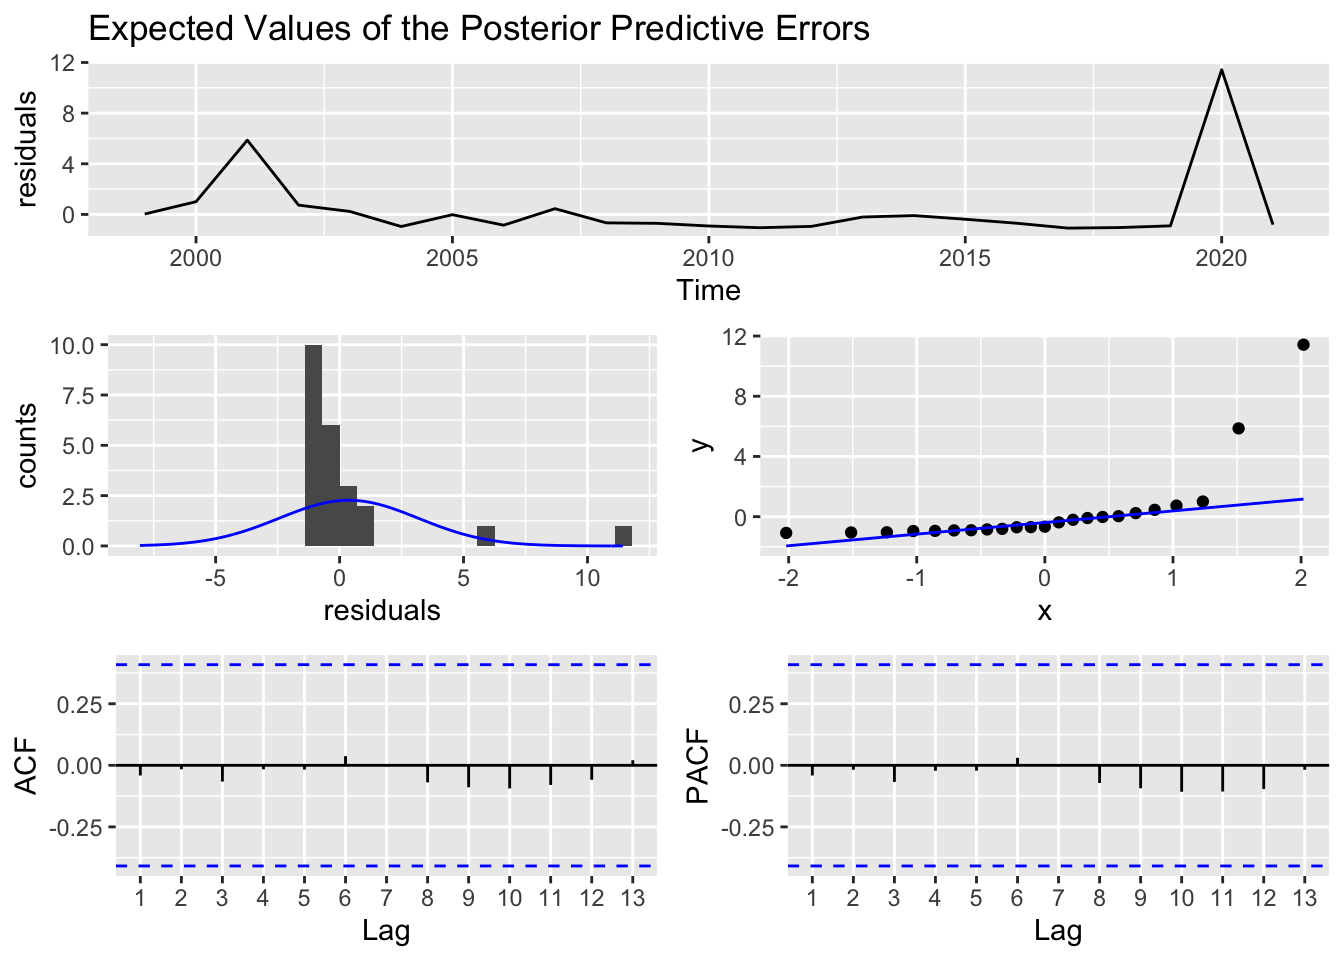 Expected Values of the Posterior Predictive Errors
12
8
4
0
residuals
2000 2005 2010 2015 2020
Time
10.0
7.5
5.0
2.5
0.0
counts
-5 0 5 10
residuals
12
8
4
0
y
-2 -1 0 1 2
x
0.25
0.00
-0.25
ACF
1 2 3 4 5 6 7 8 9 10 11 12 13
Lag
0.25
0.00
-0.25
PACF
1 2 3 4 5 6 7 8 9 10 11 12 13
Lag